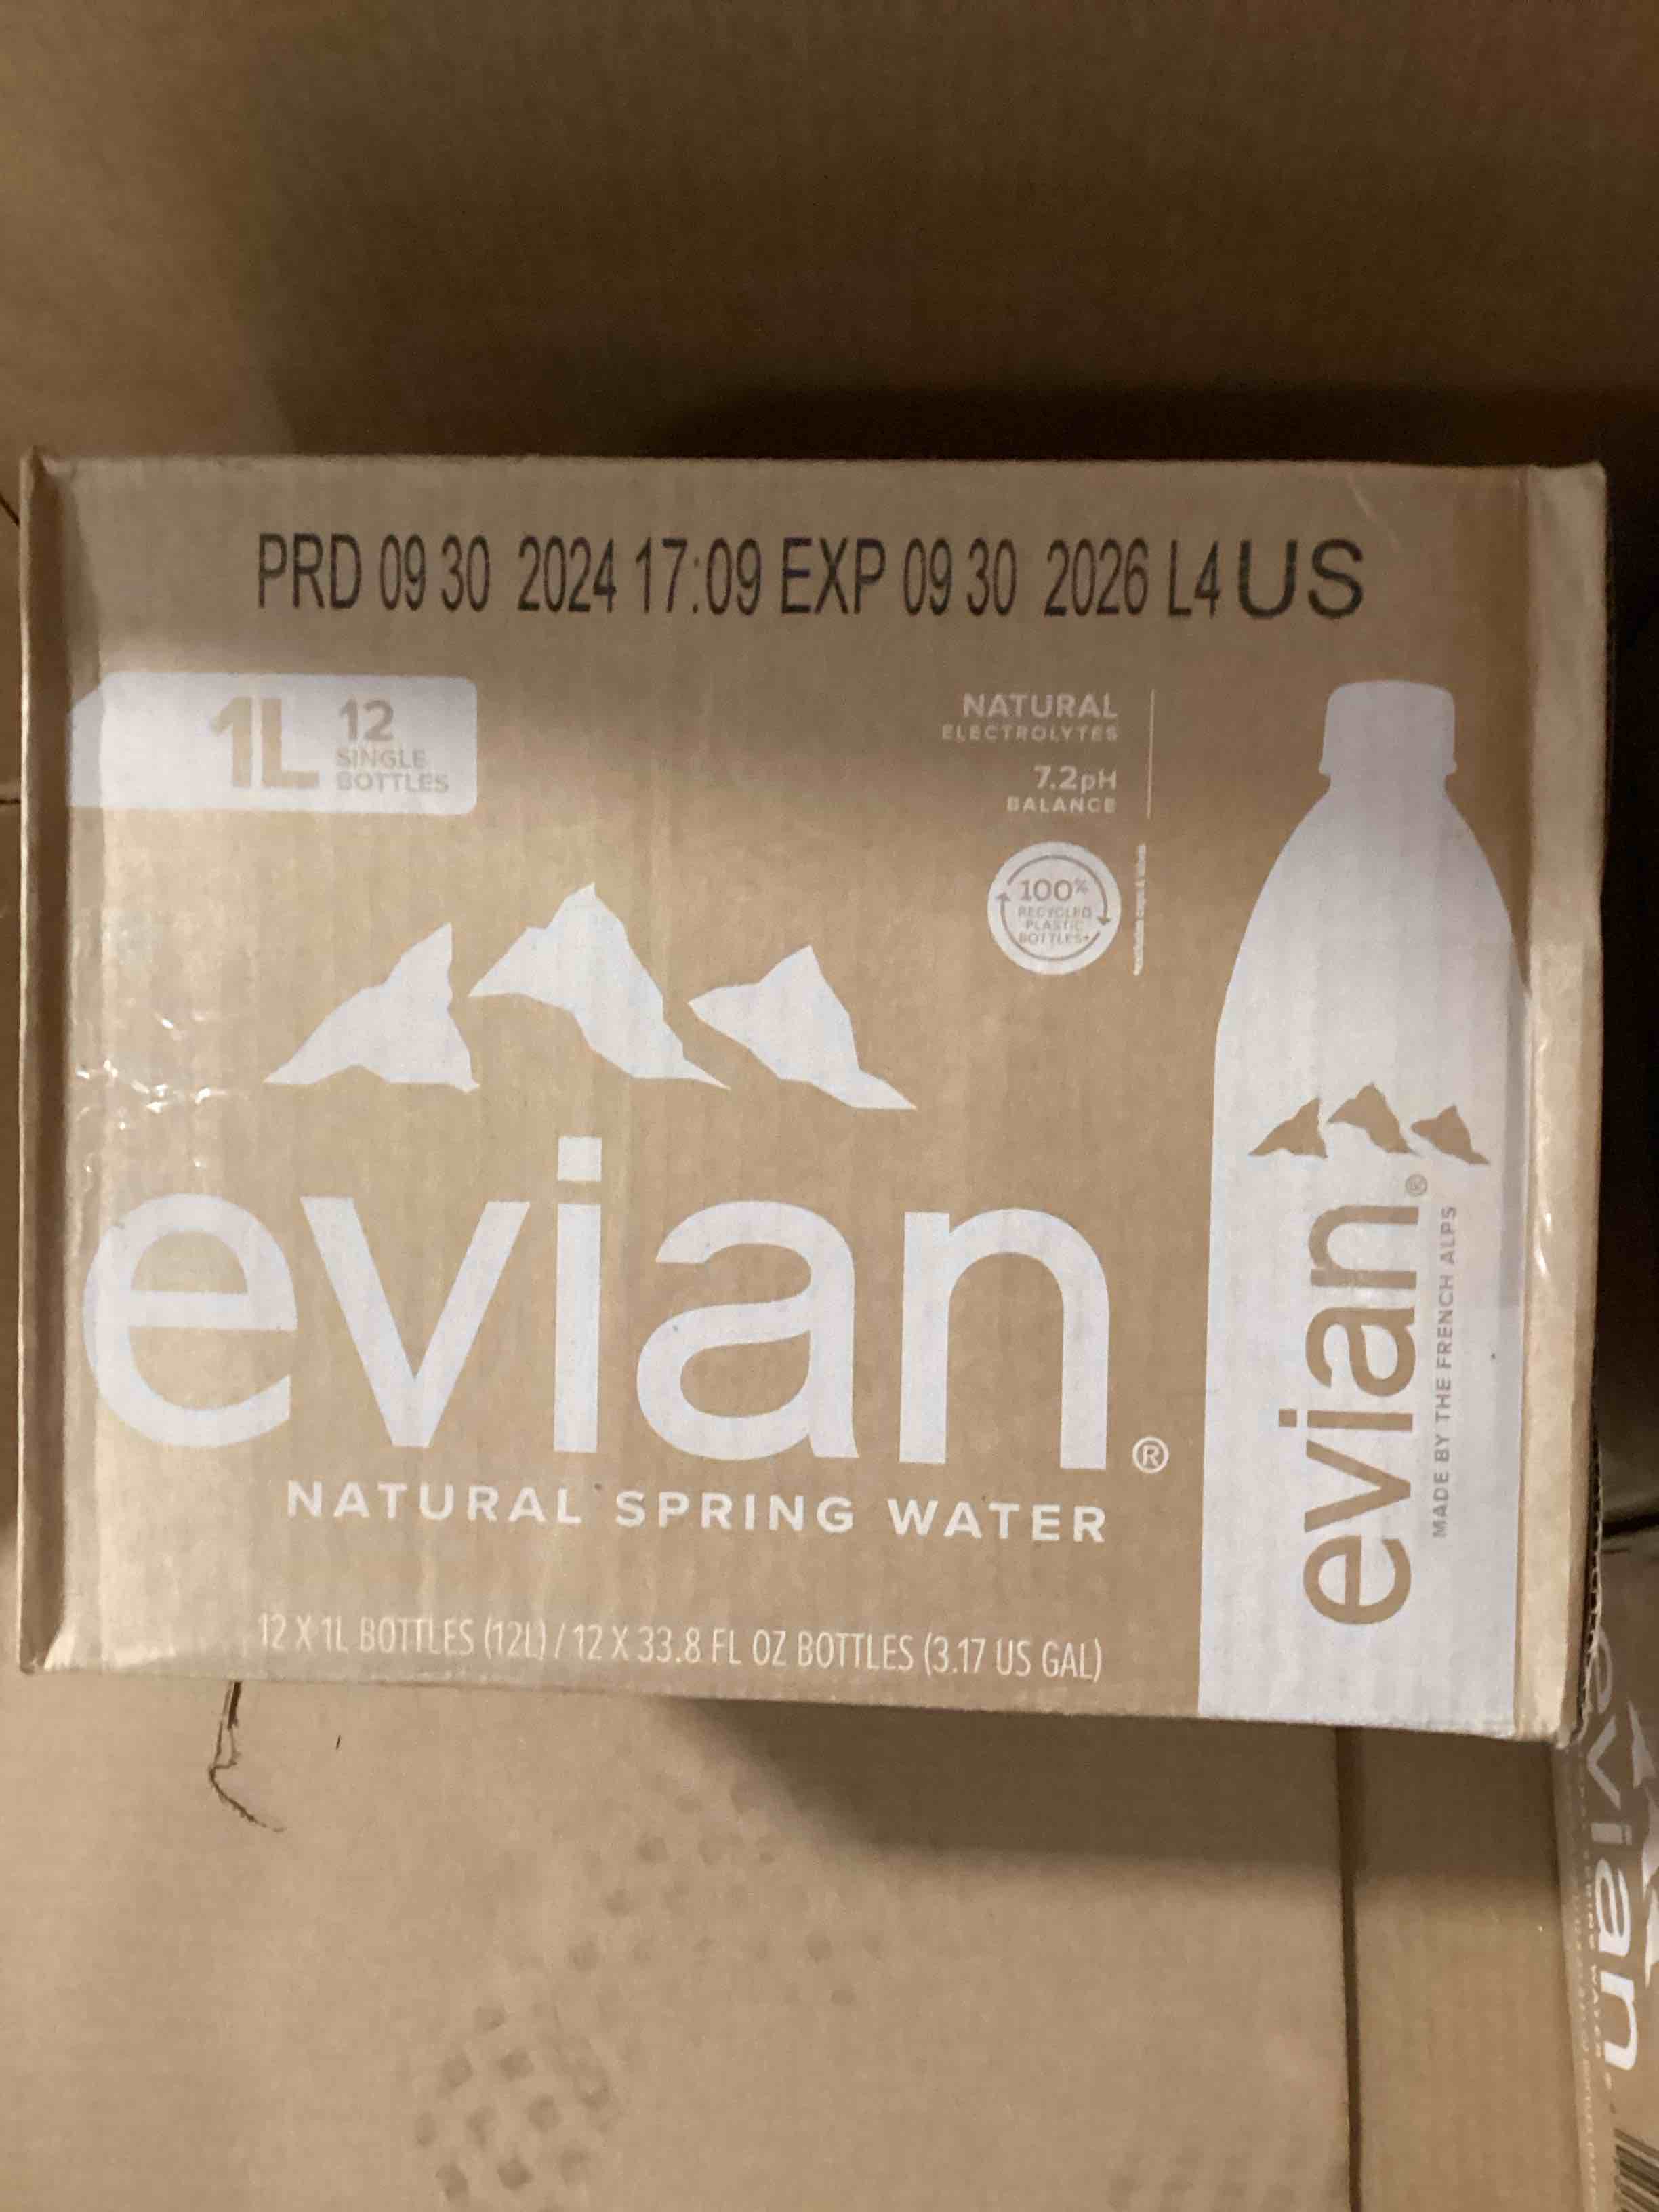 PRD 09 30 2024 17:09 EXP 09 30 2026 L4 US
1L
12
SINGLE
BOTTLES
NATURAL
ELECTROLYTES
7.2pH
BALANCE
100%
RECYCLED
PLASTIC
BOTTLES
evian®
NATURAL SPRING WATER
12 X 1L BOTTLES (12L) / 12 X 33.8 FL OZ BOTTLES (3.17 US GAL)
evian®
MADE BY THE FRENCH ALPS
evian